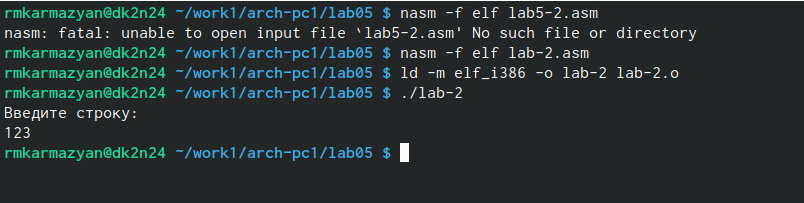 rmkarmazyan@dk2n24 ~/work1/arch-pc1/lab05 $ nasm -f elf lab5-2.asm
nasm: fatal: unable to open input file `lab5-2.asm' No such file or directory
rmkarmazyan@dk2n24 ~/work1/arch-pc1/lab05 $ nasm -f elf lab-2.asm
rmkarmazyan@dk2n24 ~/work1/arch-pc1/lab05 $ ld -m elf_i386 -o lab-2 lab-2.o
rmkarmazyan@dk2n24 ~/work1/arch-pc1/lab05 $ ./lab-2
Введите строку:
123
rmkarmazyan@dk2n24 ~/work1/arch-pc1/lab05 $